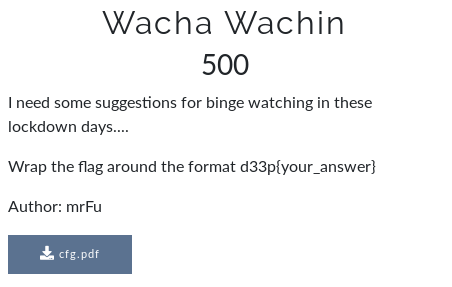 Wacha Wachin
500
I need some suggestions for binge watching in these
lockdown days....
Wrap the flag around the format d33p{your_answer}
Author: mrFu
cfg.pdf